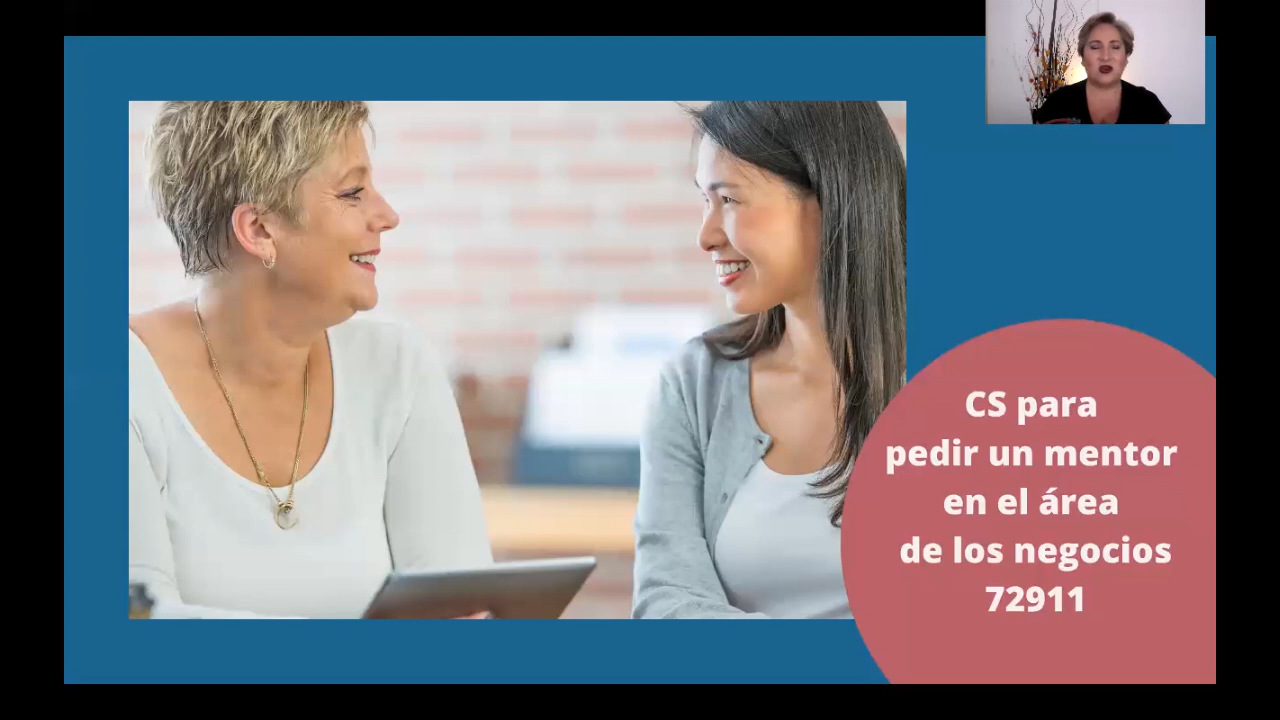 CS para
pedir un mentor
en el área
de los negocios
72911